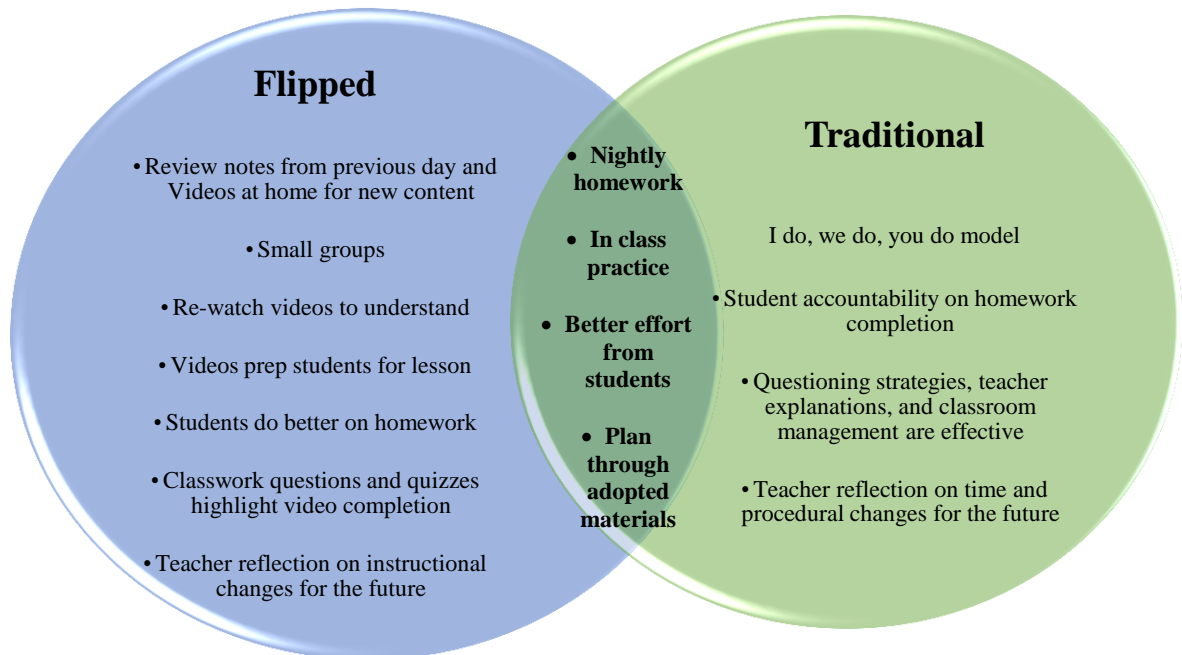 Flipped
• Review notes from previous day and
Videos at home for new content
• Small groups
• Re-watch videos to understand
• Videos prep students for lesson
• Students do better on homework
• Classwork questions and quizzes
highlight video completion
• Teacher reflection on instructional
changes for the future
• Nightly
homework
• In class
practice
• Better effort
from
students
• Plan
through
adopted
materials
Traditional
I do, we do, you do model
• Student accountability on homework
completion
• Questioning strategies, teacher
explanations, and classroom
management are effective
• Teacher reflection on time and
procedural changes for the future